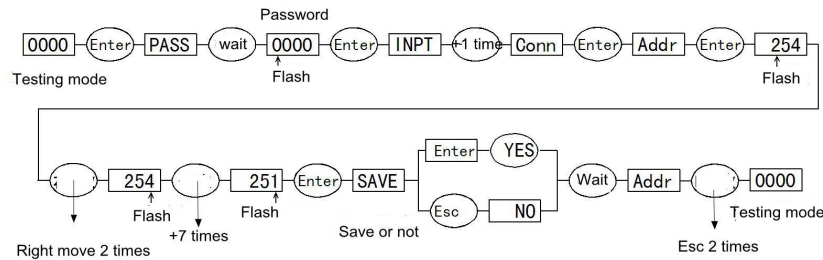 Password
0000 Enter PASS wait 0000 Enter INPT +1 time Conn Enter Addr Enter 254
Testing mode Flash Flash
254 251 Enter SAVE Enter YES Wait Addr 0000
Esc NO
Flash Flash Testing mode
Right move 2 times +7 times Save or not Esc 2 times